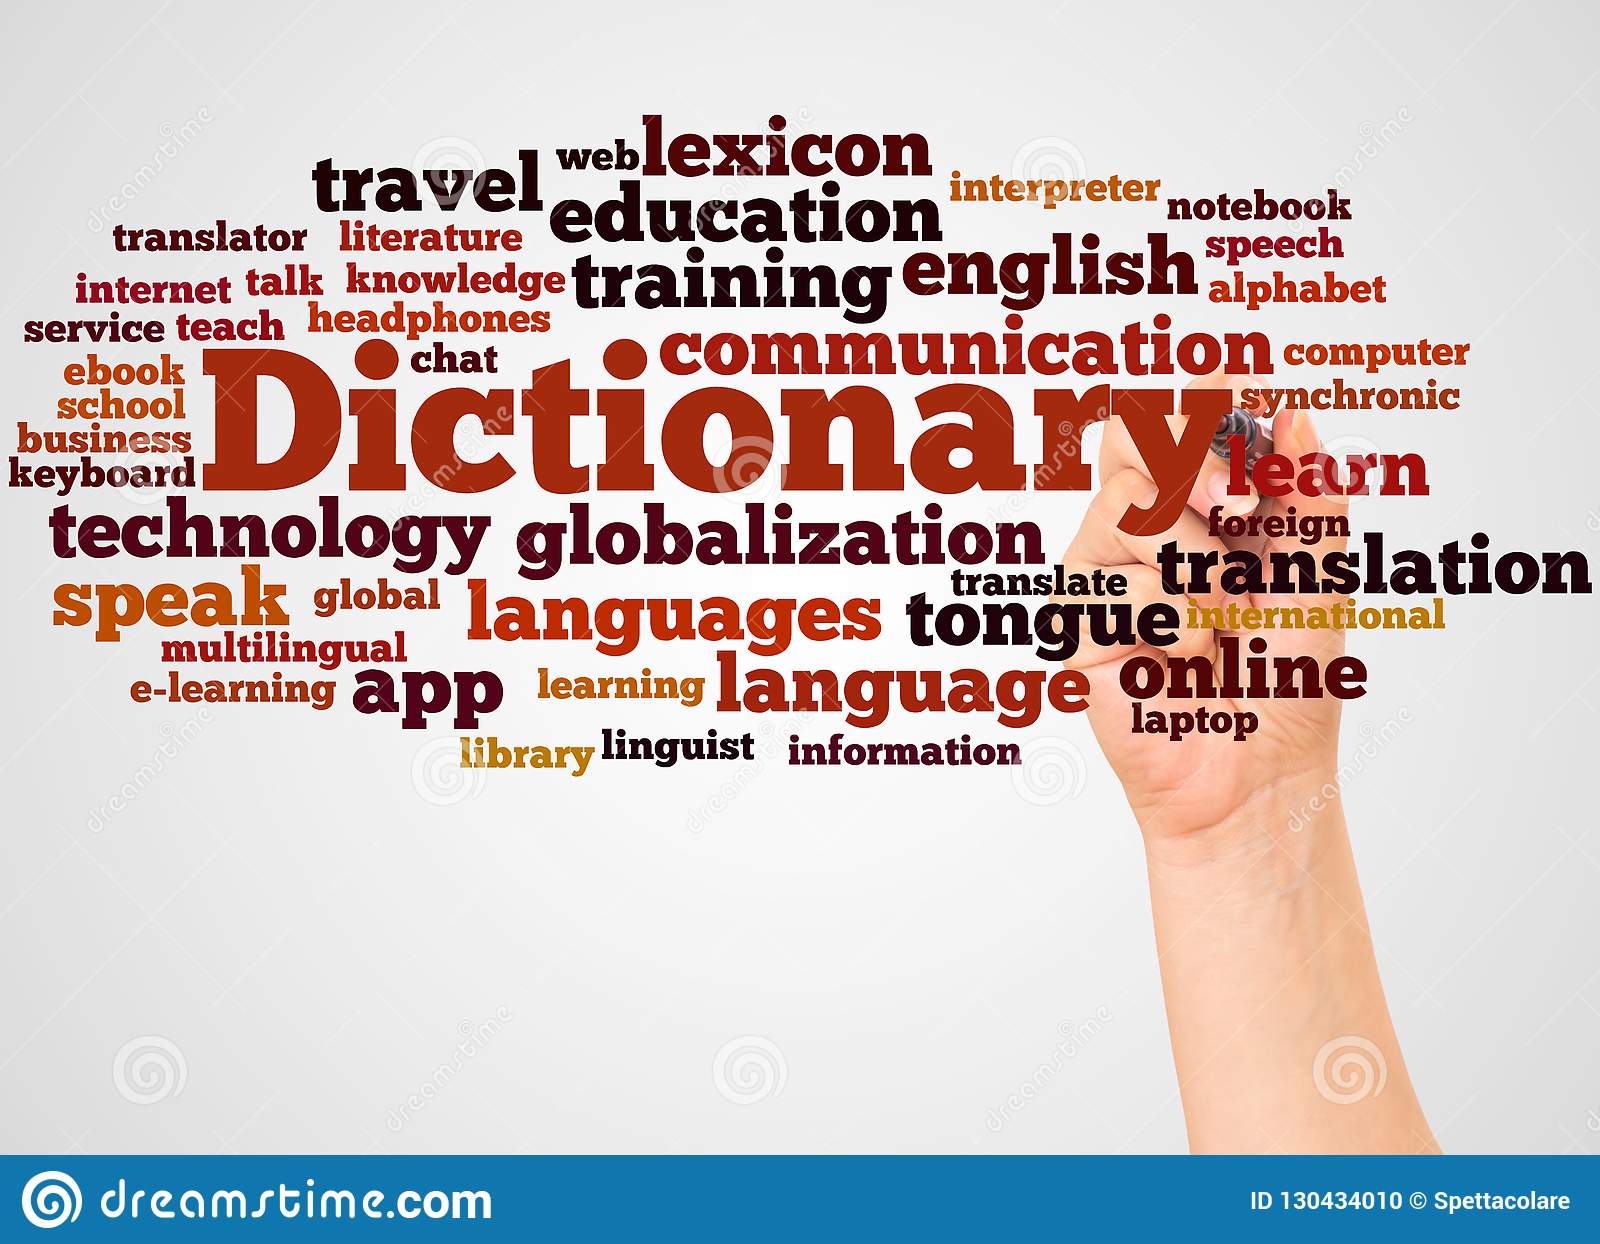 web lexicon
travel
education
interpreter
notebook
translator literature
speech
internet talk knowledge
training english
alphabet
service teach headphones
chat communication computer
ebook
Dictionary
synchronic
school
business
keyboard
learn
technology globalization
foreign
translation
speak global languages
translate
tongue international
multilingual
online
e-learning app learning language
laptop
library linguist information
dreamstime
dreamstime.com
ID 130434010 © Spettacolare